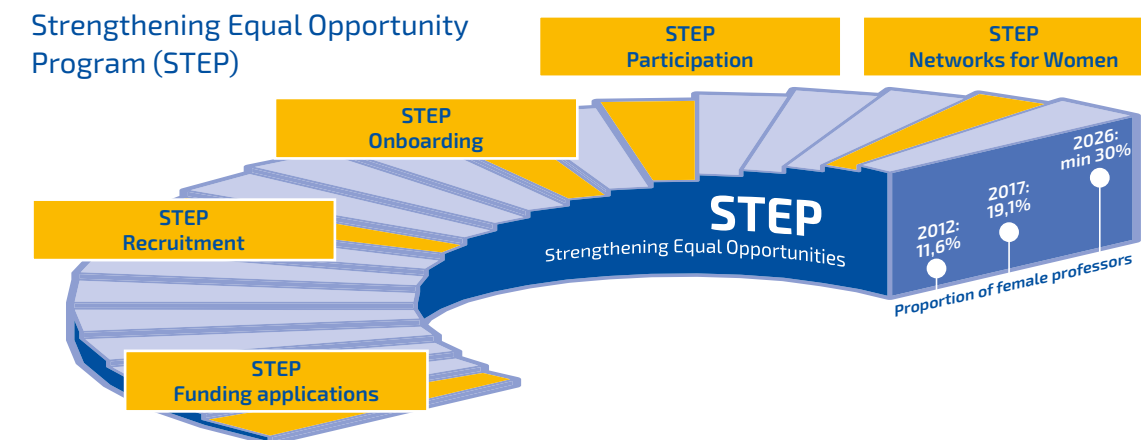 Strengthening Equal Opportunity
Program (STEP)
STEP
Participation
STEP
Networks for Women
STEP
Onboarding
STEP
Recruitment
STEP
Funding applications
STEP
Strengthening Equal Opportunities
2012:
11,6%
2017:
19,1%
2026:
min 30%
Proportion of female professors